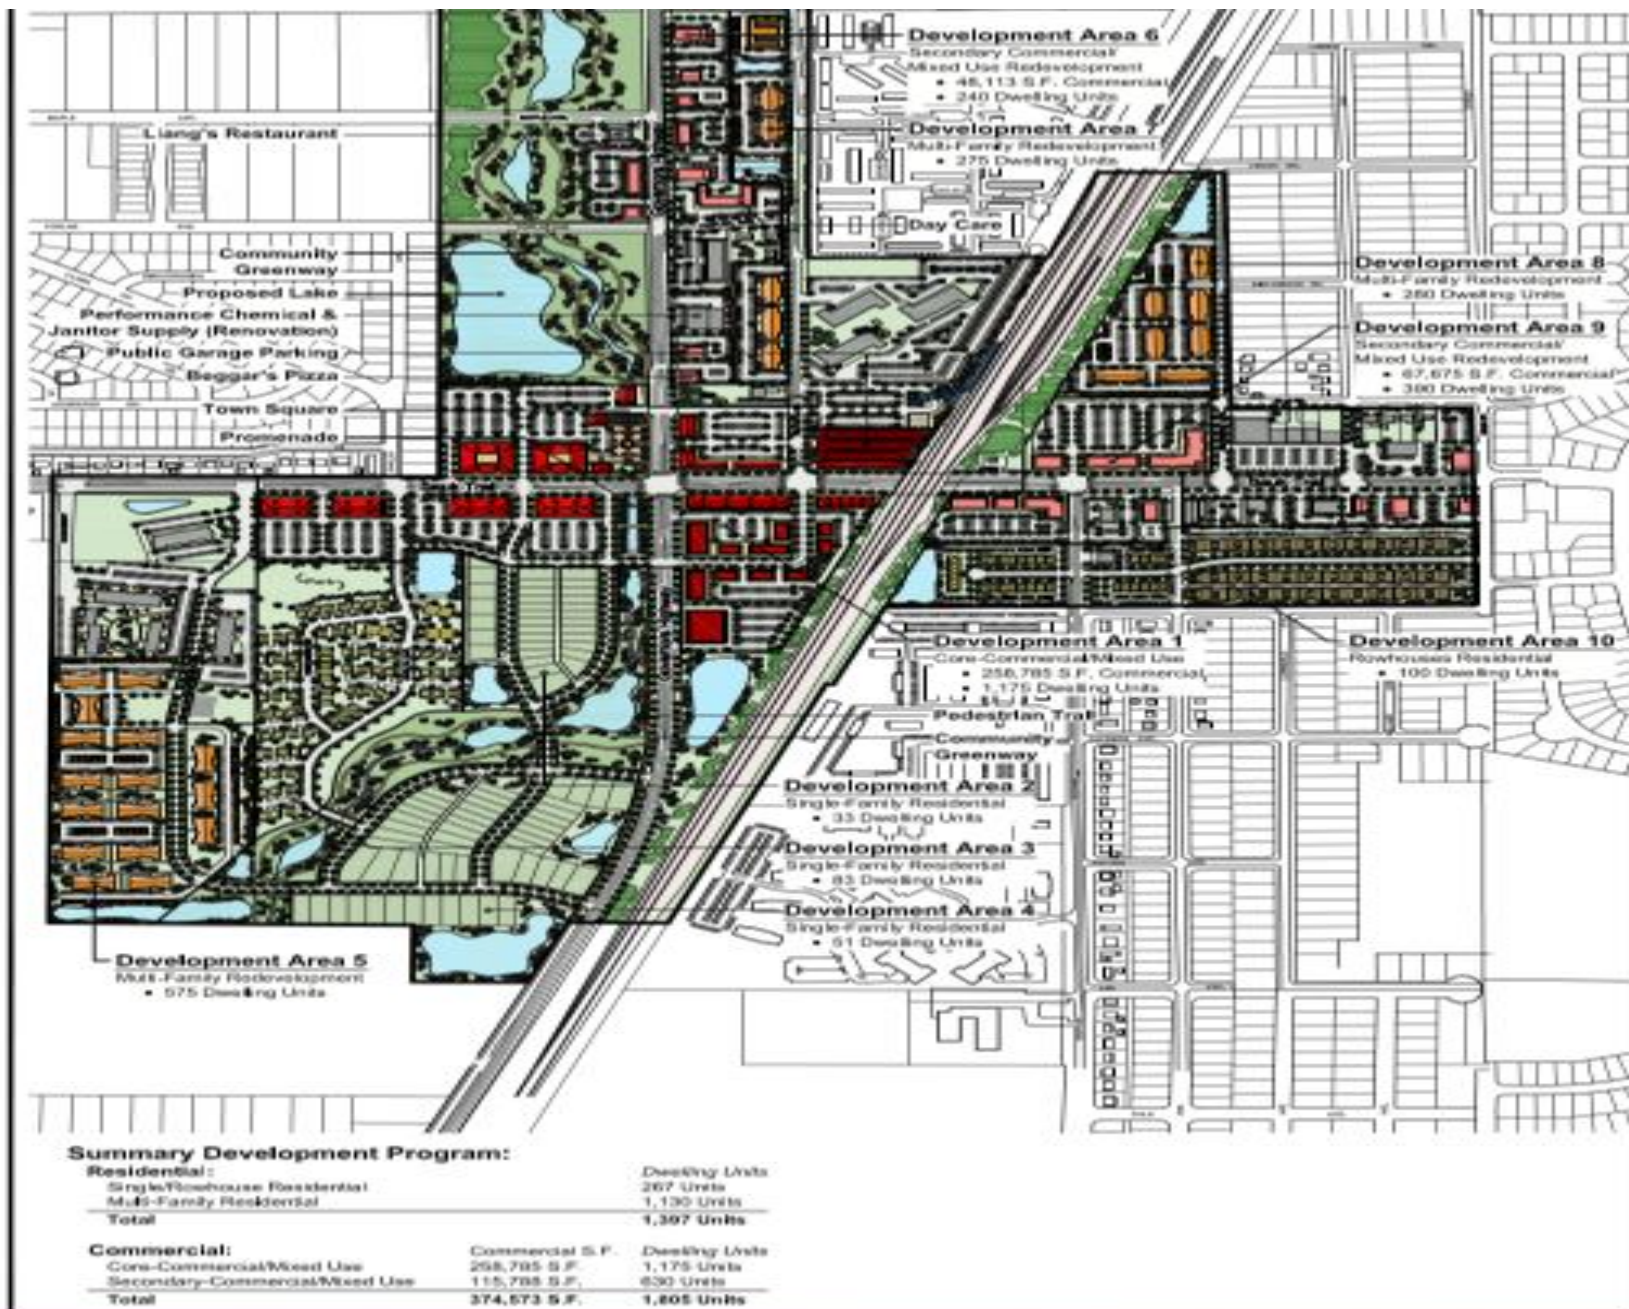 Development Area 6
Secondary Commercial/
Mixed Use Redevelopment
• 48,113 S.F. Commercial
• 240 Dwelling Units
Development Area 7
Multi-Family Redevelopment
• 275 Dwelling Units
Day Care
Liang's Restaurant
Community
Greenway
Proposed Lake
Performance Chemical &
Janitor Supply (Renovation)
Public Garage Parking
Beggar's Pizza
Town Square
Promenade
Development Area 8
Multi-Family Redevelopment
• 280 Dwelling Units
Development Area 9
Secondary Commercial/
Mixed Use Redevelopment
• 67,675 S.F. Commercial
• 390 Dwelling Units
Development Area 1
Core-Commercial/Mixed Use
• 258,785 S.F. Commercial
• 1,175 Dwelling Units
Pedestrian Trail
Community
Greenway
Development Area 10
Rowhouses Residential
• 100 Dwelling Units
Development Area 2
Single-Family Residential
• 33 Dwelling Units
Development Area 3
Single-Family Residential
• 83 Dwelling Units
Development Area 4
Single-Family Residential
• 51 Dwelling Units
Development Area 5
Multi-Family Redevelopment
• 575 Dwelling Units
Summary Development Program:
Residential: Dwelling Units
Single/Rowhouse Residential 267 Units
Multi-Family Residential 1,130 Units
Total 1,397 Units
Commercial: Commercial S.F. Dwelling Units
Core-Commercial/Mixed Use 258,785 S.F. 1,175 Units
Secondary-Commercial/Mixed Use 115,788 S.F. 630 Units
Total 374,573 S.F. 1,805 Units